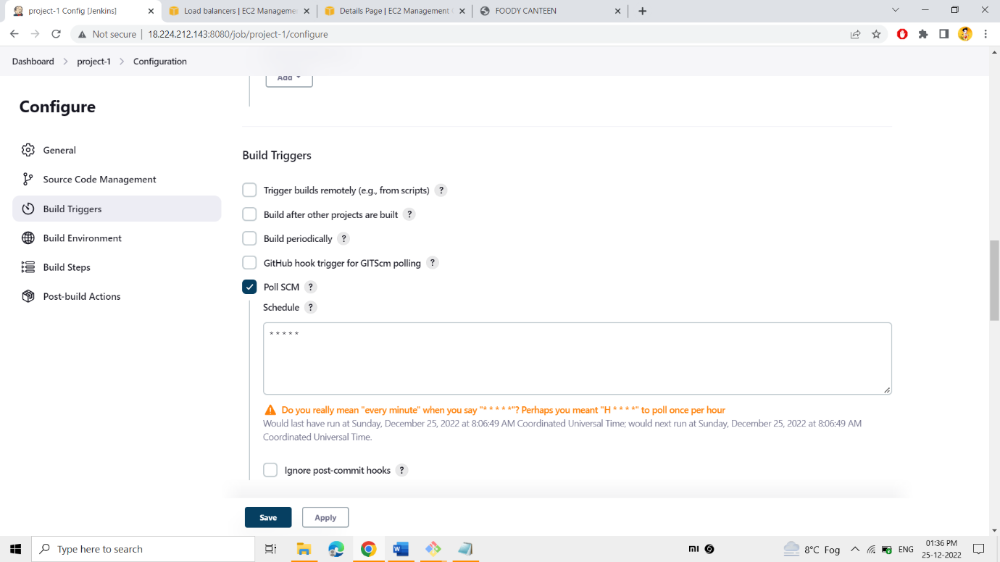 project-1 Config [Jenkins]
Load balancers | EC2 Managemen
Details Page | EC2 Management
FOODY CANTEEN
Not secure
18.224.212.143:8080/job/project-1/configure
Dashboard
project-1
Configuration
Add
Configure
General
Source Code Management
Build Triggers
Build Environment
Build Steps
Post-build Actions
Build Triggers
Trigger builds remotely (e.g., from scripts) ?
Build after other projects are built ?
Build periodically ?
GitHub hook trigger for GITScm polling ?
Poll SCM ?
Schedule ?
* * * * *
Do you really mean "every minute" when you say "* * * * *"? Perhaps you meant "H * * * *" to poll once per hour
Would last have run at Sunday, December 25, 2022 at 8:06:49 AM Coordinated Universal Time; would next run at Sunday, December 25, 2022 at 8:06:49 AM
Coordinated Universal Time.
Ignore post-commit hooks ?
Save
Apply
Type here to search
8°C Fog
ENG
01:36 PM
25-12-2022